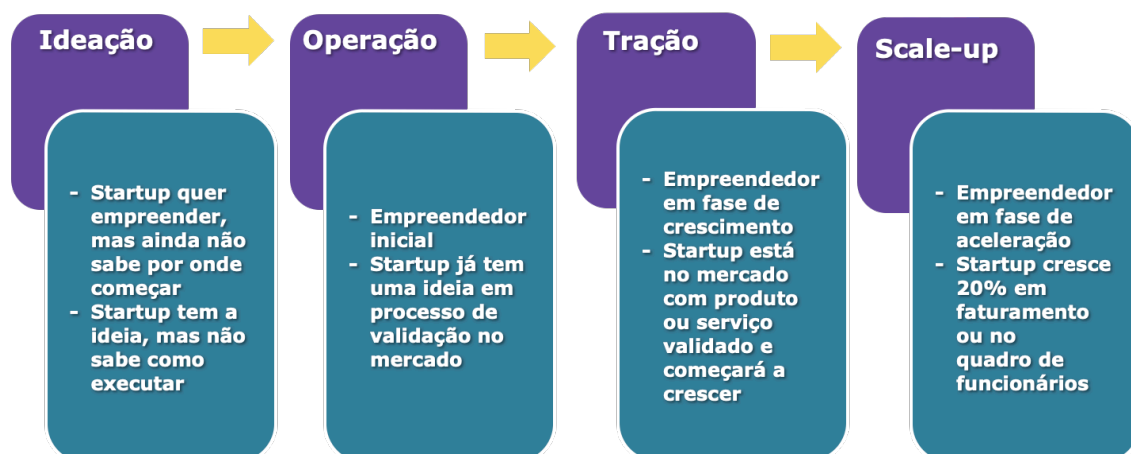 Ideação
- Startup quer
empreender,
mas ainda não
sabe por onde
começar
- Startup tem a
ideia, mas não
sabe como
executar
Operação
- Empreendedor
inicial
- Startup já tem
uma ideia em
processo de
validação no
mercado
Tração
- Empreendedor
em fase de
crescimento
- Startup está
no mercado
com produto
ou serviço
validado e
começará a
crescer
Scale-up
- Empreendedor
em fase de
aceleração
- Startup cresce
20% em
faturamento
ou no
quadro de
funcionários